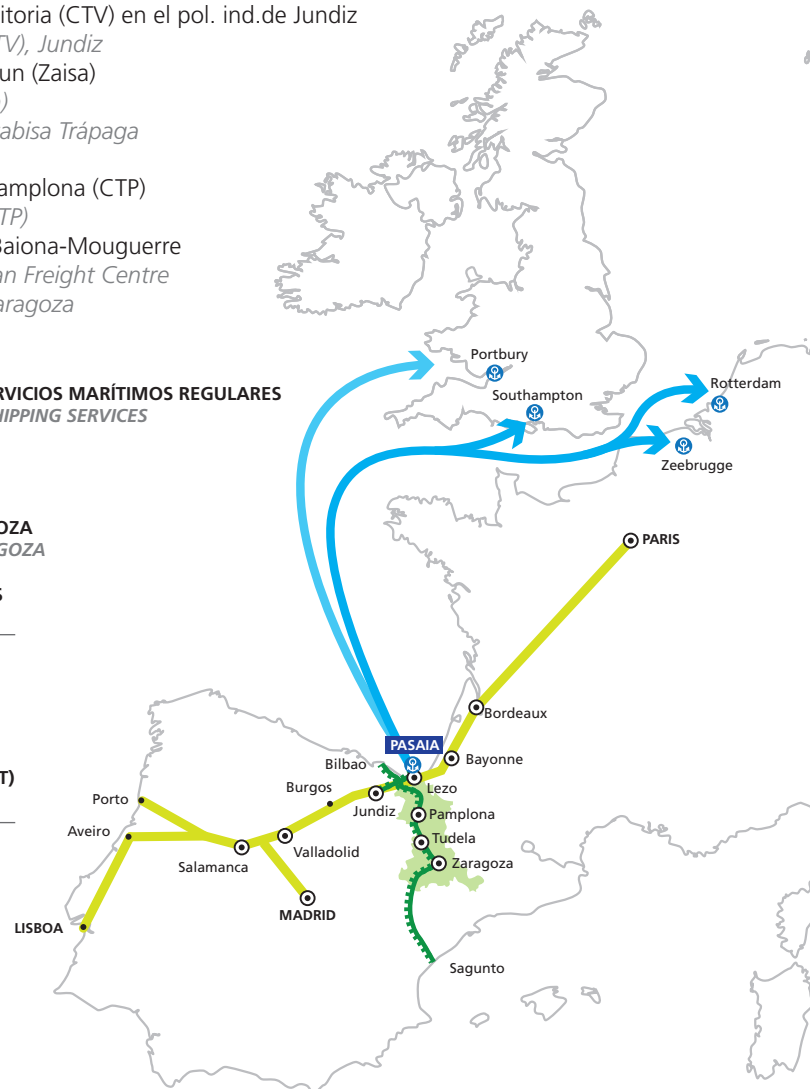 itoria (CTV) en el pol. ind.de Jundiz
TV), Jundiz
un (Zaisa)
)
abisa Trápaga
amplona (CTP)
TP)
Baiona-Mouguerre
an Freight Centre
aragoza
RVICIOS MARÍTIMOS REGULARES
HIPPING SERVICES
OZA
GOZA
S
T)
Portbury
Southampton
Rotterdam
Zeebrugge
PARIS
Bordeaux
PASAIA
Bayonne
Bilbao
Lezo
Burgos
Jundiz
Porto
Pamplona
Aveiro
Tudela
Valladolid
Salamanca
Zaragoza
MADRID
LISBOA
Sagunto